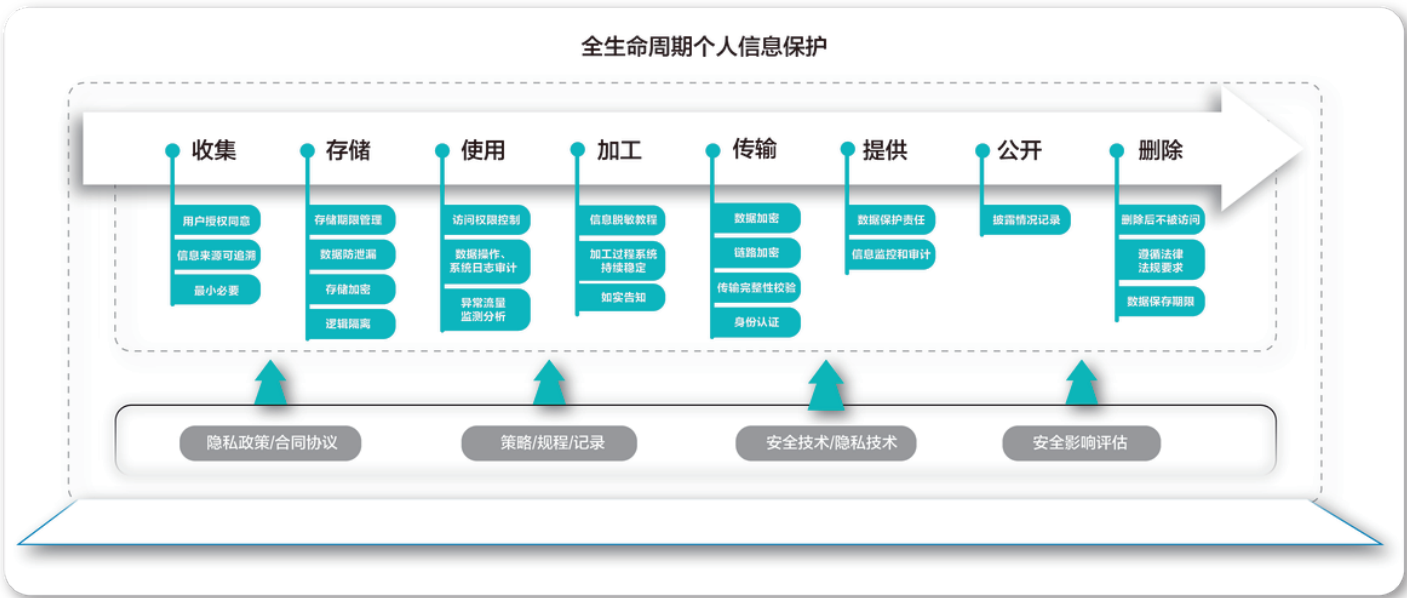 全生命周期个人信息保护
收集
存储
使用
加工
传输
提供
公开
删除
用户授权同意
信息来源可追溯
最小必要
存储期限管理
数据防泄漏
存储加密
逻辑隔离
访问权限控制
数据操作、
系统日志审计
异常流量
监测分析
信息脱敏教程
加工过程系统
持续稳定
如实告知
数据加密
链路加密
传输完整性校验
身份认证
数据保护责任
信息监控和审计
披露情况记录
删除后不被访问
遵循法律
法规要求
数据保存期限
隐私政策/合同协议
策略/规程/记录
安全技术/隐私技术
安全影响评估